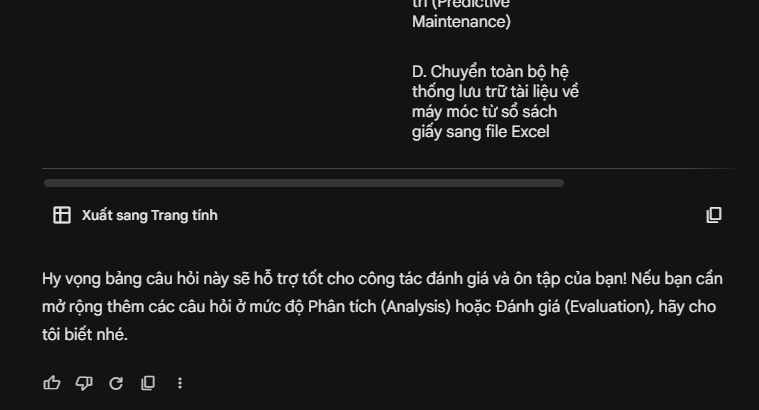 trì (Predictive
Maintenance)
D. Chuyển toàn bộ hệ
thống lưu trữ tài liệu về
máy móc từ sổ sách
giấy sang file Excel
Xuất sang Trang tính
Hy vọng bảng câu hỏi này sẽ hỗ trợ tốt cho công tác đánh giá và ôn tập của bạn! Nếu bạn cần
mở rộng thêm các câu hỏi ở mức độ Phân tích (Analysis) hoặc Đánh giá (Evaluation), hãy cho
tôi biết nhé.